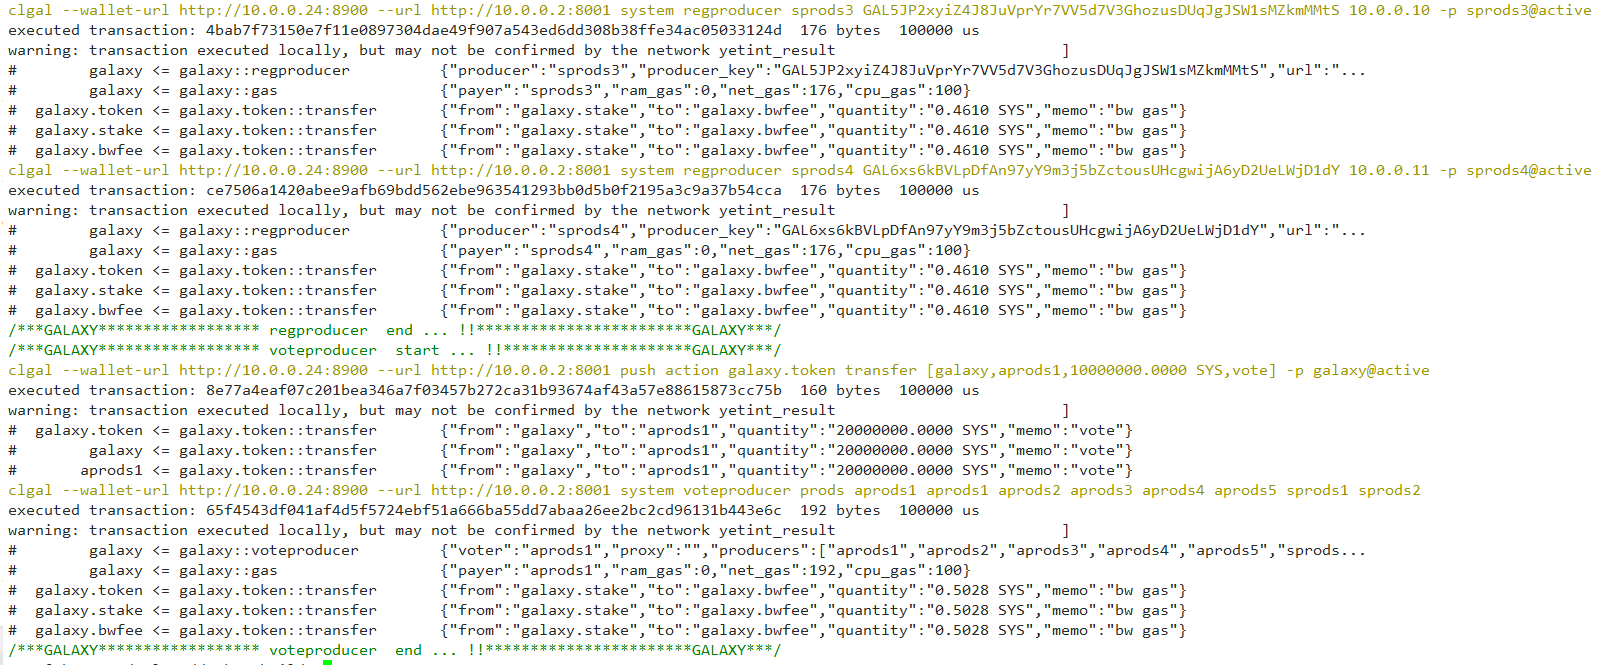 clgal --wallet-url http://10.0.0.24:8900 --url http://10.0.0.2:8001 system regproducer sprods3 GAL5JP2xyiZ4J8JuVprYr7VV5d7V3GhozusDUqJgJSW1sMZkmMMtS 10.0.0.10 -p sprods3@active
executed transaction: 4bab7f73150e7f11e0897304dae49f907a543ed6dd308b38ffe34ac05033124d  176 bytes  100000 us
warning: transaction executed locally, but may not be confirmed by the network yetint_result                         ]
#         galaxy <= galaxy::regproducer          {"producer":"sprods3","producer_key":"GAL5JP2xyiZ4J8JuVprYr7VV5d7V3GhozusDUqJgJSW1sMZkmMMtS","url":"...
#         galaxy <= galaxy::gas                  {"payer":"sprods3","ram_gas":0,"net_gas":176,"cpu_gas":100}
#   galaxy.token <= galaxy.token::transfer       {"from":"galaxy.stake","to":"galaxy.bwfee","quantity":"0.4610 SYS","memo":"bw gas"}
#   galaxy.stake <= galaxy.token::transfer       {"from":"galaxy.stake","to":"galaxy.bwfee","quantity":"0.4610 SYS","memo":"bw gas"}
#   galaxy.bwfee <= galaxy.token::transfer       {"from":"galaxy.stake","to":"galaxy.bwfee","quantity":"0.4610 SYS","memo":"bw gas"}
clgal --wallet-url http://10.0.0.24:8900 --url http://10.0.0.2:8001 system regproducer sprods4 GAL6xs6kBVLpDfAn97yY9m3j5bZctousUHcgwijA6yD2UeLWjD1dY 10.0.0.11 -p sprods4@active
executed transaction: ce7506a1420abee9afb69bdd562ebe963541293bb0d5b0f2195a3c9a37b54cca  176 bytes  100000 us
warning: transaction executed locally, but may not be confirmed by the network yetint_result                         ]
#         galaxy <= galaxy::regproducer          {"producer":"sprods4","producer_key":"GAL6xs6kBVLpDfAn97yY9m3j5bZctousUHcgwijA6yD2UeLWjD1dY","url":"...
#         galaxy <= galaxy::gas                  {"payer":"sprods4","ram_gas":0,"net_gas":176,"cpu_gas":100}
#   galaxy.token <= galaxy.token::transfer       {"from":"galaxy.stake","to":"galaxy.bwfee","quantity":"0.4610 SYS","memo":"bw gas"}
#   galaxy.stake <= galaxy.token::transfer       {"from":"galaxy.stake","to":"galaxy.bwfee","quantity":"0.4610 SYS","memo":"bw gas"}
#   galaxy.bwfee <= galaxy.token::transfer       {"from":"galaxy.stake","to":"galaxy.bwfee","quantity":"0.4610 SYS","memo":"bw gas"}
/***GALAXY****************** regproducer  end ... !!************************GALAXY***/
/***GALAXY****************** voteproducer  start ... !!*********************GALAXY***/
clgal --wallet-url http://10.0.0.24:8900 --url http://10.0.0.2:8001 push action galaxy.token transfer [galaxy,aprods1,10000000.0000 SYS,vote] -p galaxy@active
executed transaction: 8e77a4eaf07c201bea346a7f03457b272ca31b93674af43a57e88615873cc75b  160 bytes  100000 us
warning: transaction executed locally, but may not be confirmed by the network yetint_result                         ]
#   galaxy.token <= galaxy.token::transfer       {"from":"galaxy","to":"aprods1","quantity":"20000000.0000 SYS","memo":"vote"}
#         galaxy <= galaxy.token::transfer       {"from":"galaxy","to":"aprods1","quantity":"20000000.0000 SYS","memo":"vote"}
#        aprods1 <= galaxy.token::transfer       {"from":"galaxy","to":"aprods1","quantity":"20000000.0000 SYS","memo":"vote"}
clgal --wallet-url http://10.0.0.24:8900 --url http://10.0.0.2:8001 system voteproducer prods aprods1 aprods1 aprods2 aprods3 aprods4 aprods5 sprods1 sprods2
executed transaction: 65f4543df041af4d5f5724ebf51a666ba55dd7abaa26ee2bc2cd96131b443e6c  192 bytes  100000 us
warning: transaction executed locally, but may not be confirmed by the network yetint_result                         ]
#         galaxy <= galaxy::voteproducer         {"voter":"aprods1","proxy":"","producers":["aprods1","aprods2","aprods3","aprods4","aprods5","sprods...
#         galaxy <= galaxy::gas                  {"payer":"aprods1","ram_gas":0,"net_gas":192,"cpu_gas":100}
#   galaxy.token <= galaxy.token::transfer       {"from":"galaxy.stake","to":"galaxy.bwfee","quantity":"0.5028 SYS","memo":"bw gas"}
#   galaxy.stake <= galaxy.token::transfer       {"from":"galaxy.stake","to":"galaxy.bwfee","quantity":"0.5028 SYS","memo":"bw gas"}
#   galaxy.bwfee <= galaxy.token::transfer       {"from":"galaxy.stake","to":"galaxy.bwfee","quantity":"0.5028 SYS","memo":"bw gas"}
/***GALAXY****************** voteproducer  end ... !!***********************GALAXY***/